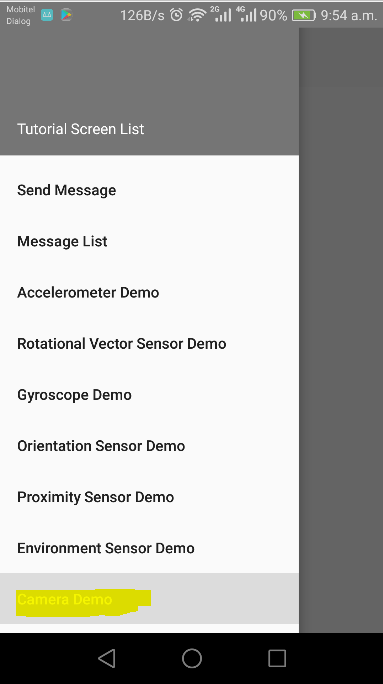 Mobitel
Dialog
126B/s 2G 4G 90% 9:54 a.m.
Tutorial Screen List
Send Message
Message List
Accelerometer Demo
Rotational Vector Sensor Demo
Gyroscope Demo
Orientation Sensor Demo
Proximity Sensor Demo
Environment Sensor Demo
Camera Demo